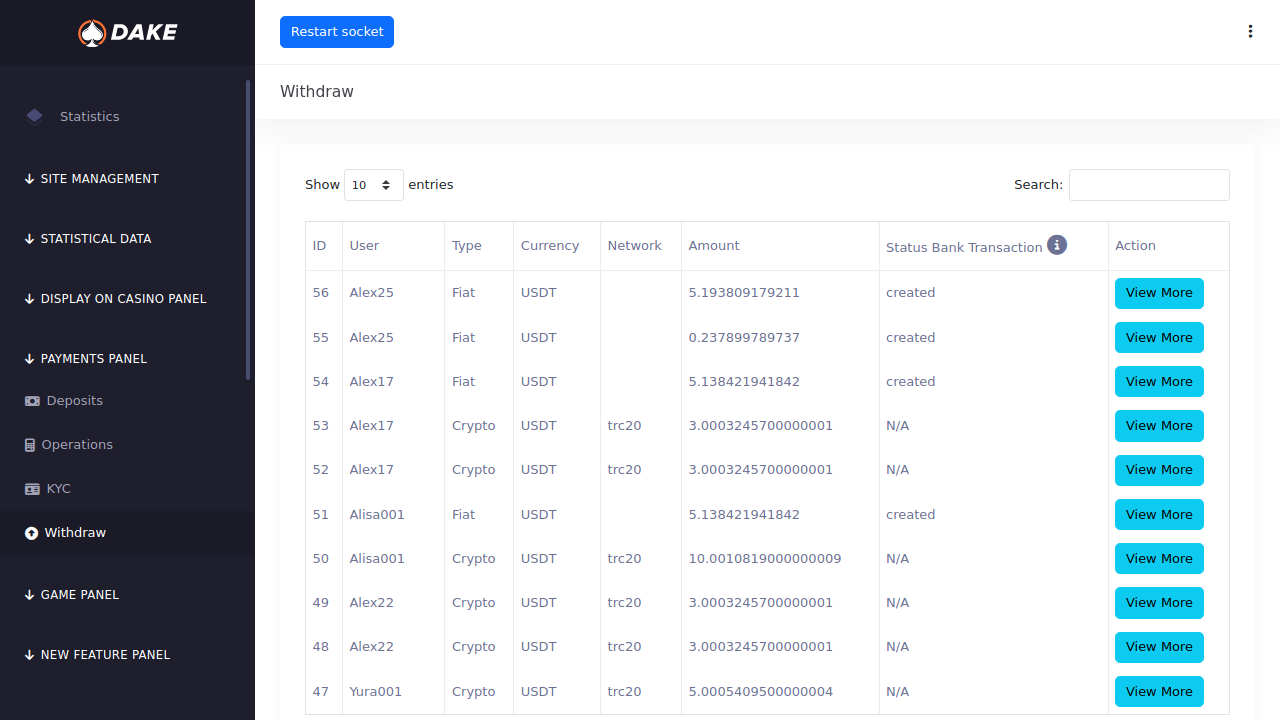 DAKE
Restart socket
Statistics
SITE MANAGEMENT
STATISTICAL DATA
DISPLAY ON CASINO PANEL
PAYMENTS PANEL
Deposits
Operations
KYC
Withdraw
GAME PANEL
NEW FEATURE PANEL
Withdraw
Show 10 entries
Search:
ID User Type Currency Network Amount Status Bank Transaction Action
56 Alex25 Fiat USDT 5.193809179211 created View More
55 Alex25 Fiat USDT 0.237899789737 created View More
54 Alex17 Fiat USDT 5.138421941842 created View More
53 Alex17 Crypto USDT trc20 3.0003245700000001 N/A View More
52 Alex17 Crypto USDT trc20 3.0003245700000001 N/A View More
51 Alisa001 Fiat USDT 5.138421941842 created View More
50 Alisa001 Crypto USDT trc20 10.0010819000000009 N/A View More
49 Alex22 Crypto USDT trc20 3.0003245700000001 N/A View More
48 Alex22 Crypto USDT trc20 3.0003245700000001 N/A View More
47 Yura001 Crypto USDT trc20 5.0005409500000004 N/A View More